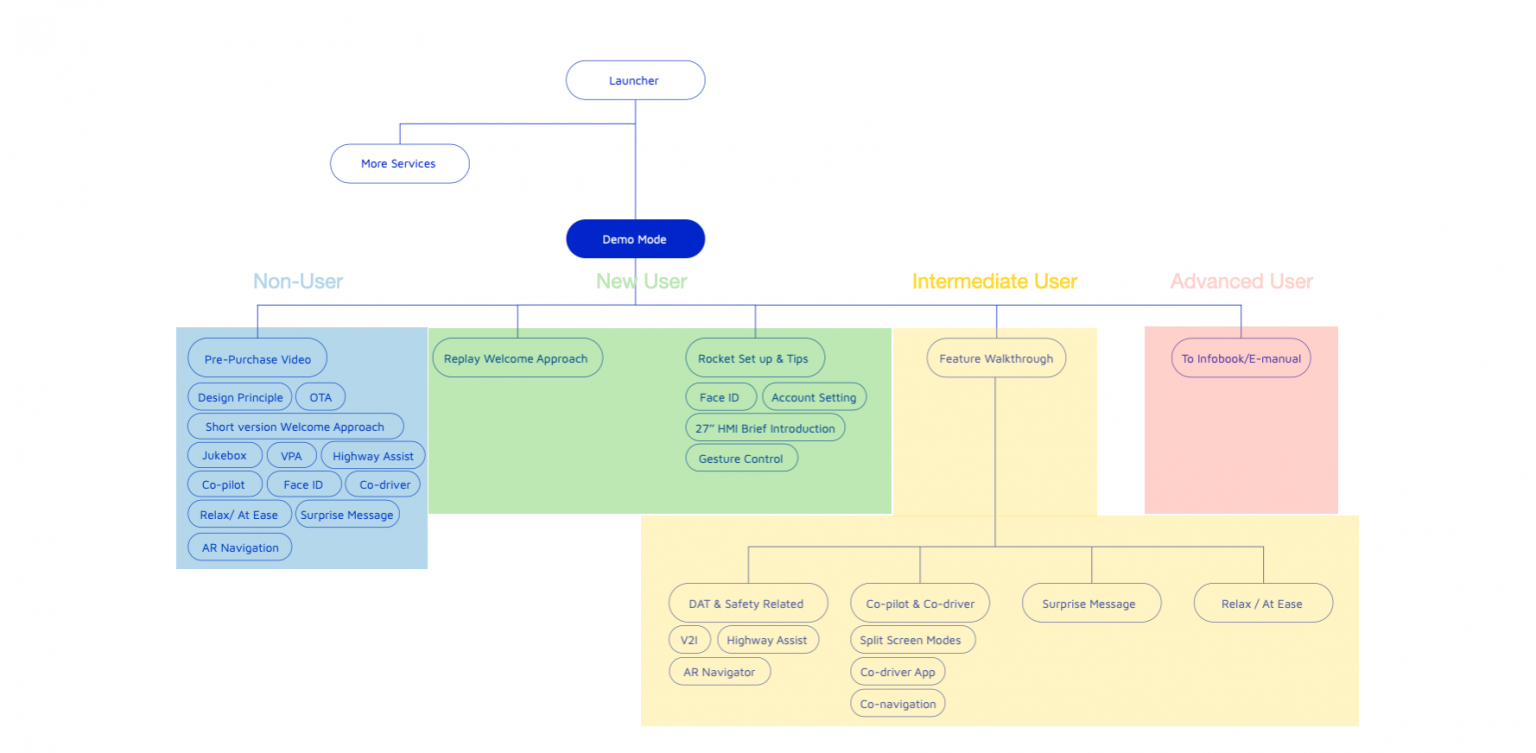 Launcher
More Services
Demo Mode
Non-User
New User
Intermediate User
Advanced User
Pre-Purchase Video
Design Principle
OTA
Short version Welcome Approach
Jukebox
VPA
Highway Assist
Co-pilot
Face ID
Co-driver
Relax/ At Ease
Surprise Message
AR Navigation
Replay Welcome Approach
Rocket Set up & Tips
Face ID
Account Setting
27’’ HMI Brief Introduction
Gesture Control
Feature Walkthrough
To Infobook/E-manual
DAT & Safety Related
V2I
Highway Assist
AR Navigator
Co-pilot & Co-driver
Split Screen Modes
Co-driver App
Co-navigation
Surprise Message
Relax / At Ease